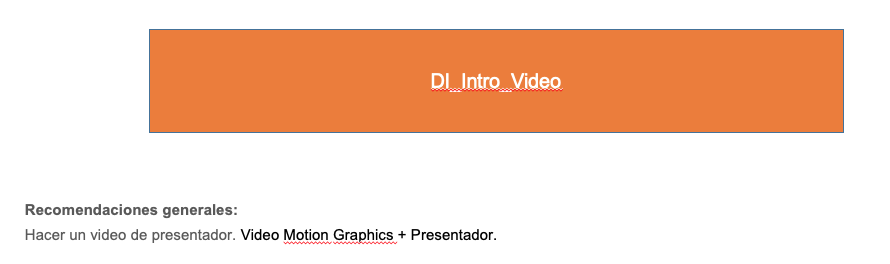 DI_Intro_Video
Recomendaciones generales:
Hacer un video de presentador. Video Motion Graphics + Presentador.